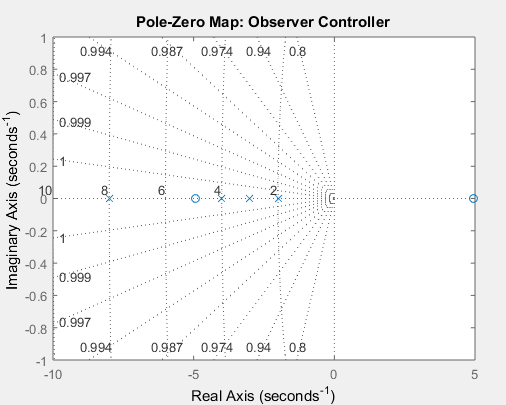 Pole-Zero Map: Observer Controller
1
0.994 0.987 0.974 0.94 0.8
0.8
0.997
0.6
0.999
0.4
1
0.2
10 8 6 4 2
0
1
-0.2
0.999
-0.4
-0.6
0.997
-0.8
0.994 0.987 0.974 0.94 0.8
-1
-10 -5 0 5
Real Axis (seconds-1)
Imaginary Axis (seconds-1)